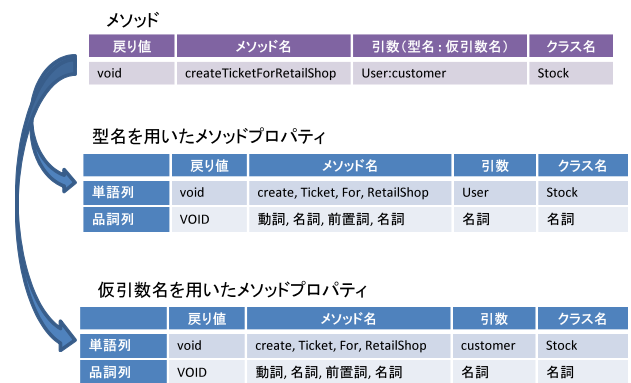 メソッド
戻り値 メソッド名 引数(型名:仮引数名) クラス名
void createTicketForRetailShop User:customer Stock
型名を用いたメソッドプロパティ
戻り値 メソッド名 引数 クラス名
単語列 void create, Ticket, For, RetailShop User Stock
品詞列 VOID 動詞, 名詞, 前置詞, 名詞 名詞 名詞
仮引数名を用いたメソッドプロパティ
戻り値 メソッド名 引数 クラス名
単語列 void create, Ticket, For, RetailShop customer Stock
品詞列 VOID 動詞, 名詞, 前置詞, 名詞 名詞 名詞